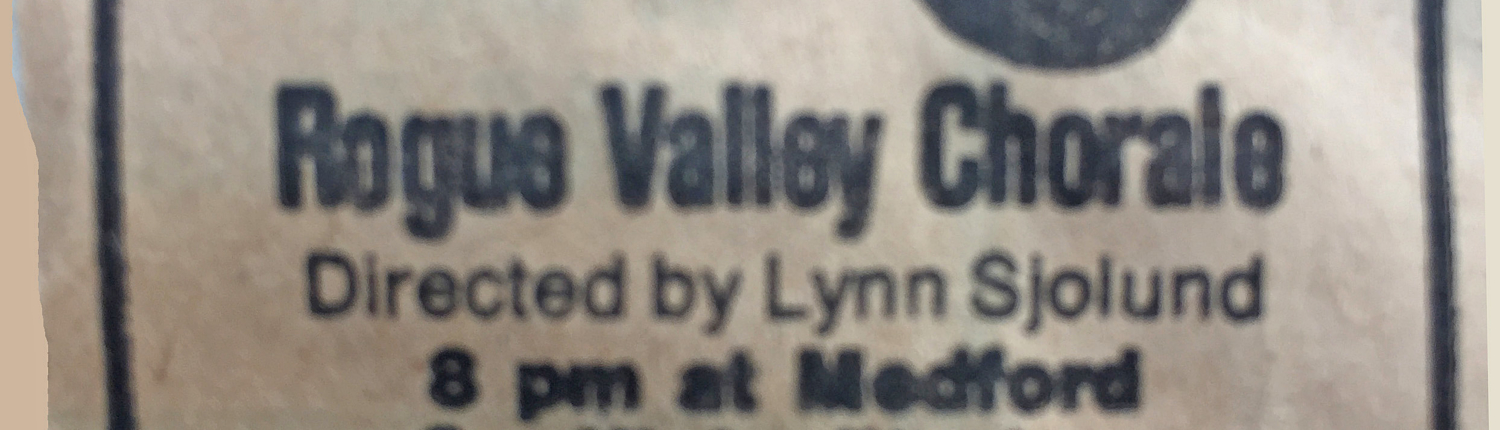 Rogue Valley Chorale
Directed by Lynn Sjolund
8 pm at Medford